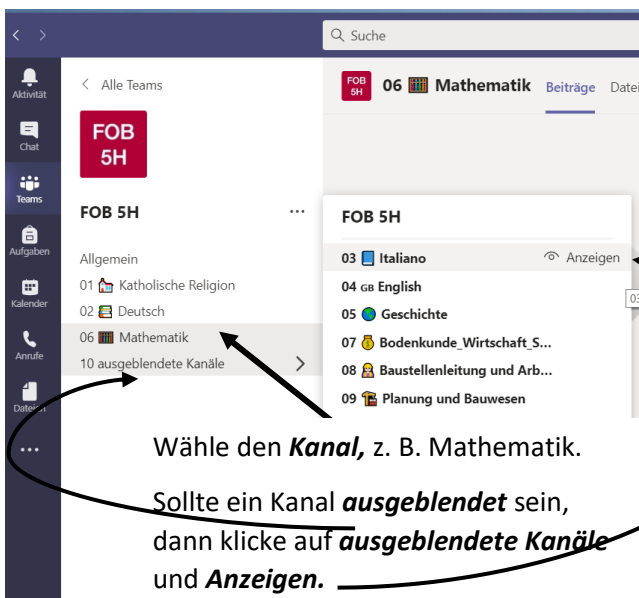 Suche
Aktivität
Chat
Teams
Aufgaben
Kalender
Anrufe
Dateien
Alle Teams
FOB
5H
FOB 5H
Allgemein
01 Katholische Religion
02 Deutsch
06 Mathematik
10 ausgeblendete Kanäle
FOB
5H
06 Mathematik Beiträge Datei
FOB 5H
03 Italiano Anzeigen
04 GB English
03
05 Geschichte
07 Bodenkunde_Wirtschaft_S...
08 Baustellenleitung und Arb...
09 Planung und Bauwesen
Wähle den Kanal, z. B. Mathematik.
Sollte ein Kanal ausgeblendet sein,
dann klicke auf ausgeblendete Kanäle
und Anzeigen.